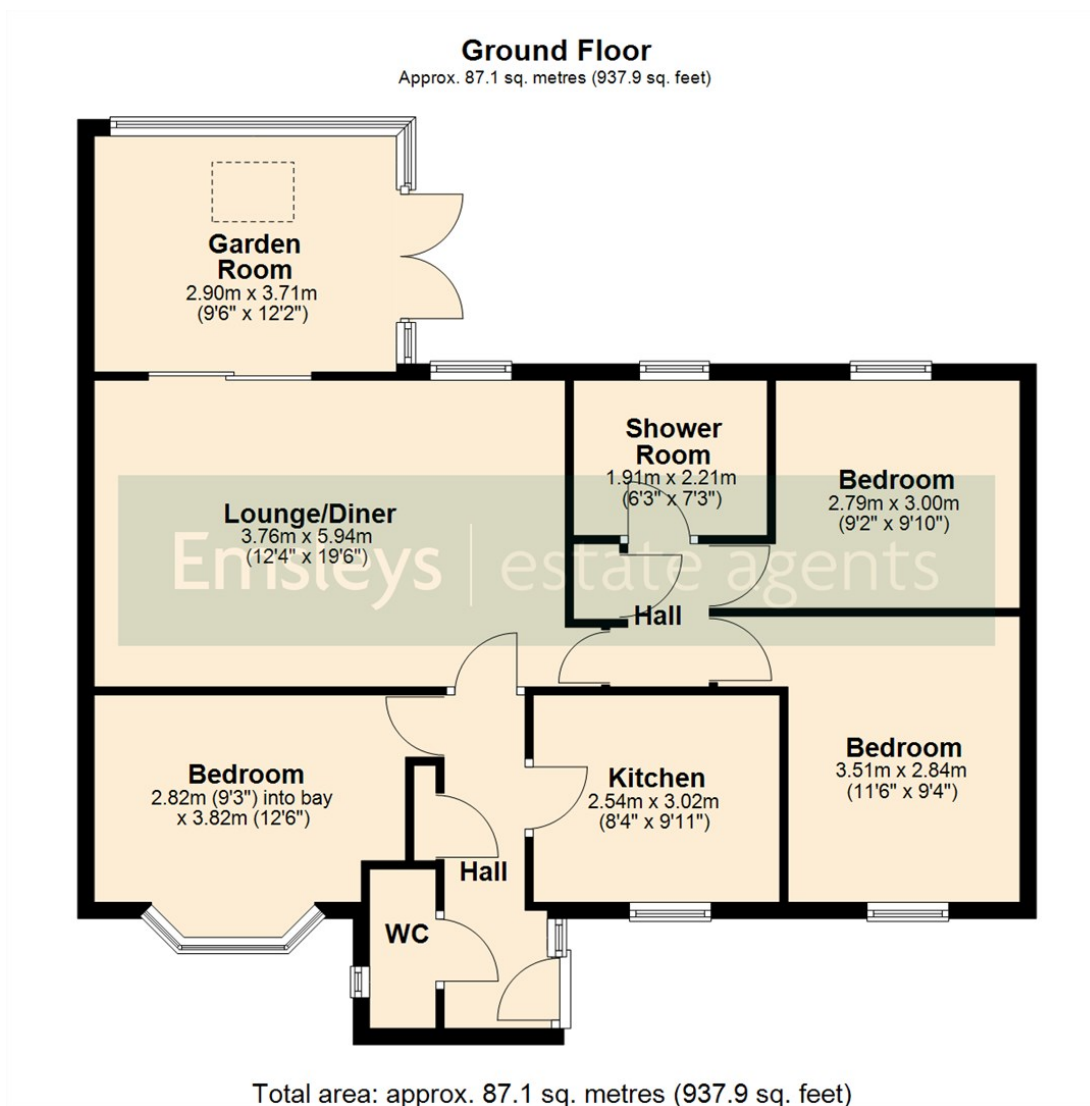 Ground Floor
Approx. 87.1 sq. metres (937.9 sq. feet)
Garden
Room
2.90m x 3.71m
(9'6" x 12'2")
Shower
Room
1.91m x 2.21m
(6'3" x 7'3")
Bedroom
2.79m x 3.00m
(9'2" x 9'10")
Lounge/Diner
3.76m x 5.94m
(12'4" x 19'6")
Emsleys | estate agents
Hall
Bedroom
2.82m (9'3") into bay
x 3.82m (12'6")
Kitchen
2.54m x 3.02m
(8'4" x 9'11")
Bedroom
3.51m x 2.84m
(11'6" x 9'4")
Hall
WC
Total area: approx. 87.1 sq. metres (937.9 sq. feet)